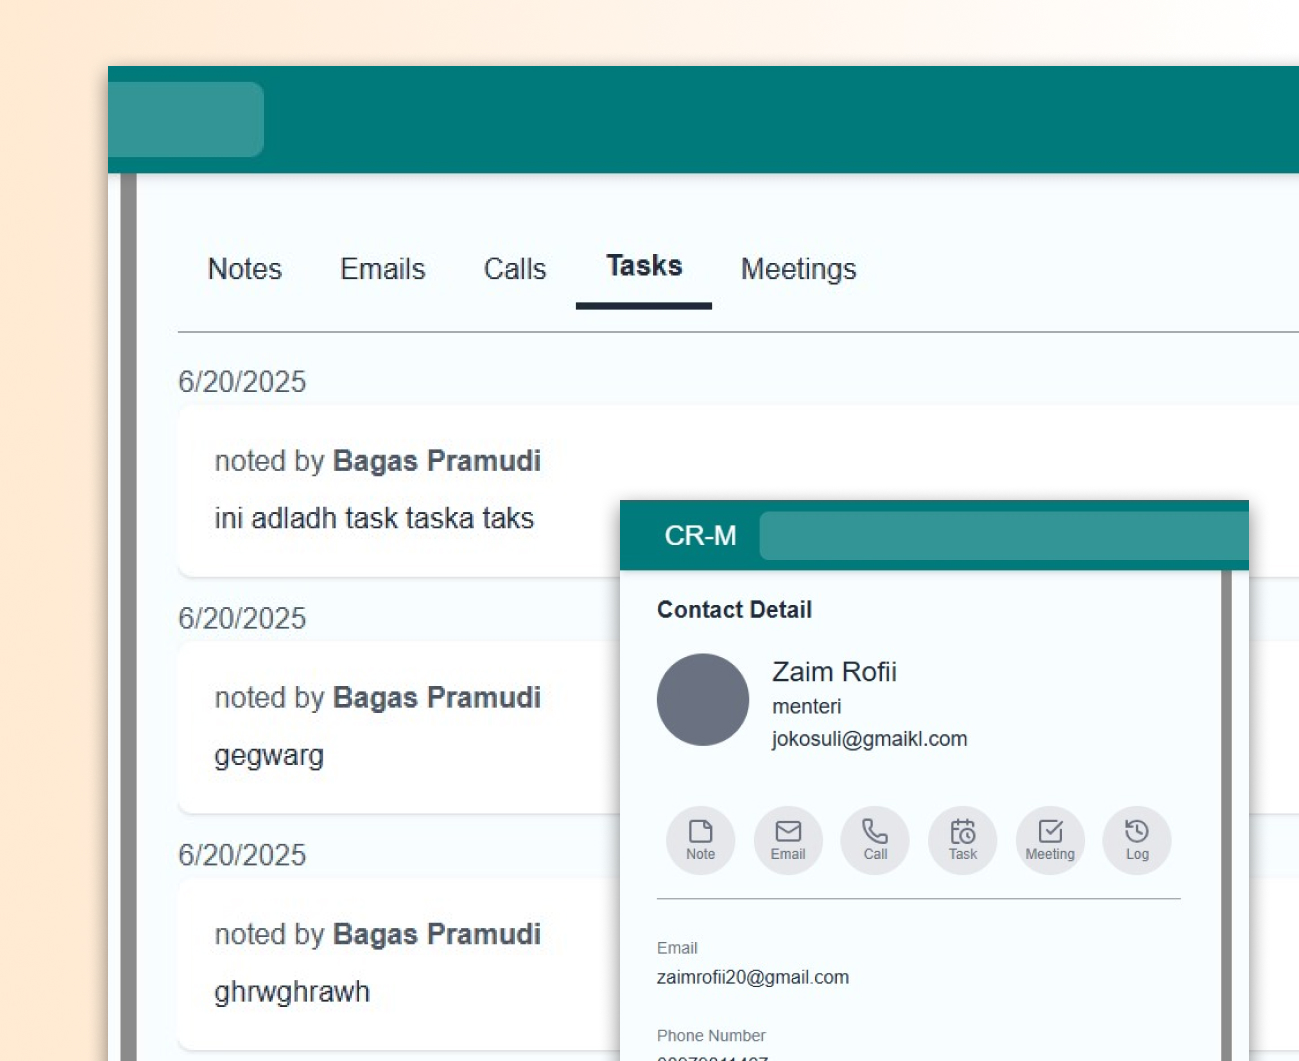 Notes Emails Calls Tasks Meetings
6/20/2025
noted by Bagas Pramudi
ini adladh task taska taks
6/20/2025
noted by Bagas Pramudi
gegwarg
6/20/2025
noted by Bagas Pramudi
ghrwghrawh
CR-M
Contact Detail
Zaim Rofii
menteri
jokosuli@gmaikl.com
Note Email Call Task Meeting Log
Email
zaimrofii20@gmail.com
Phone Number